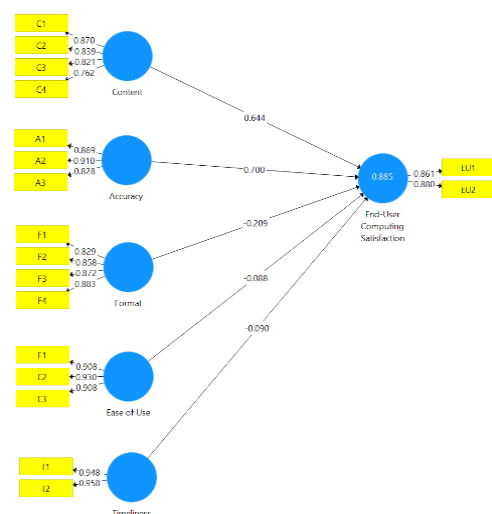 C1
C2
C3
C4
0.870
0.839
0.821
0.762
Content
0.644
A1
A2
A3
0.869
0.910
0.828
Accuracy
0.700
0.885
0.861
0.880
EU1
EU2
End-User
Computing
Satisfaction
F1
F2
F3
F4
0.829
0.858
0.872
0.883
Format
-0.209
-0.088
-0.090
E1
E2
E3
0.908
0.930
0.908
Ease of Use
T1
T2
0.948
0.958
Timeliness